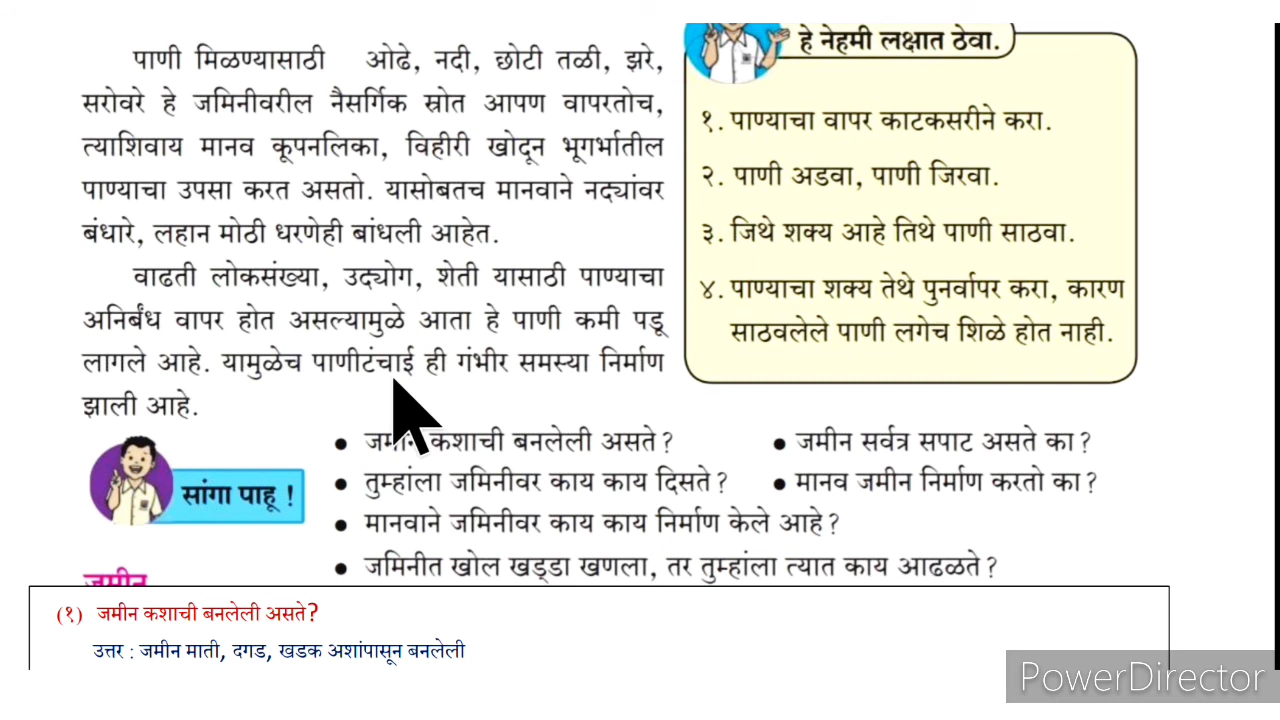 पाणी मिळण्यासाठी ओढे, नदी, छोटी तळी, झरे,
सरोवरे हे जमिनीवरील नैसर्गिक स्रोत आपण वापरतोच,
त्याशिवाय मानव कूपनलिका, विहीरी खोदून भूगर्भातील
पाण्याचा उपसा करत असतो. यासोबतच मानवाने नद्यांवर
बंधारे, लहान मोठी धरणेही बांधली आहेत.
वाढती लोकसंख्या, उद्योग, शेती यासाठी पाण्याचा
अनिर्बंध वापर होत असल्यामुळे आता हे पाणी कमी पडू
लागले आहे. यामुळेच पाणीटंचाई ही गंभीर समस्या निर्माण
झाली आहे.
हे नेहमी लक्षात ठेवा.
१. पाण्याचा वापर काटकसरीने करा.
२. पाणी अडवा, पाणी जिरवा.
३. जिथे शक्य आहे तिथे पाणी साठवा.
४. पाण्याचा शक्य तेथे पुनर्वापर करा, कारण
साठवलेले पाणी लगेच शिळे होत नाही.
सांगा पाहू !
• जमीन कशाची बनलेली असते ?
• जमीन सर्वत्र सपाट असते का ?
• तुम्हांला जमिनीवर काय काय दिसते ?
• मानव जमीन निर्माण करतो का ?
• मानवाने जमिनीवर काय काय निर्माण केले आहे ?
• जमिनीत खोल खड्डा खणला, तर तुम्हांला त्यात काय आढळते ?
जमीन
(१) जमीन कशाची बनलेली असते?
उत्तर : जमीन माती, दगड, खडक अशांपासून बनलेली
PowerDirector